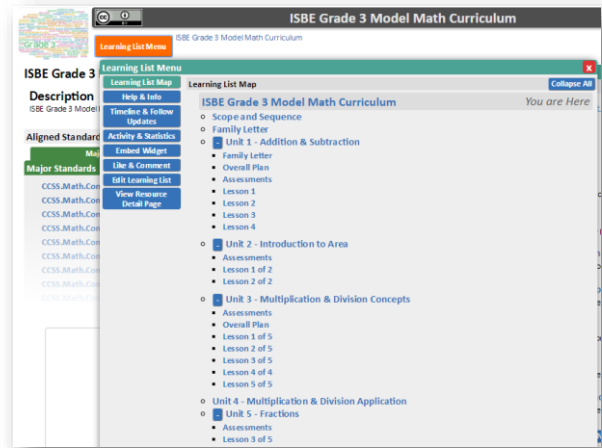 ISBE Grade 3 Model Math Curriculum
Learning List Menu
ISBE Grade 3 Model Math Curriculum
Learning List Menu
x
ISBE Grade 3
Description
ISBE Grade 3 Model
Aligned Standard
Major Standards
CCSS.Math.Con
CCSS.Math.Con
CCSS.Math.Con
CCSS.Math.Con
CCSS.Math.Con
CCSS.Math.Con
CCSS.Math.Con
CCSS.Math.Con
CCSS.Math.Con
Learning List Map
Help & Info
Timeline & Follow
Updates
Activity & Statistics
Embed Widget
Like & Comment
Edit Learning List
View Resource
Detail Page
Learning List Map
Collapse All
ISBE Grade 3 Model Math Curriculum
You are Here
Scope and Sequence
Family Letter
- Unit 1 - Addition & Subtraction
Family Letter
Overall Plan
Assessments
Lesson 1
Lesson 2
Lesson 3
Lesson 4
- Unit 2 - Introduction to Area
Assessments
Lesson 1 of 2
Lesson 2 of 2
- Unit 3 - Multiplication & Division Concepts
Assessments
Overall Plan
Lesson 1 of 5
Lesson 2 of 5
Lesson 3 of 5
Lesson 4 of 4
Lesson 5 of 5
Unit 4 - Multiplication & Division Application
- Unit 5 - Fractions
Assessments
Lesson 3 of 5